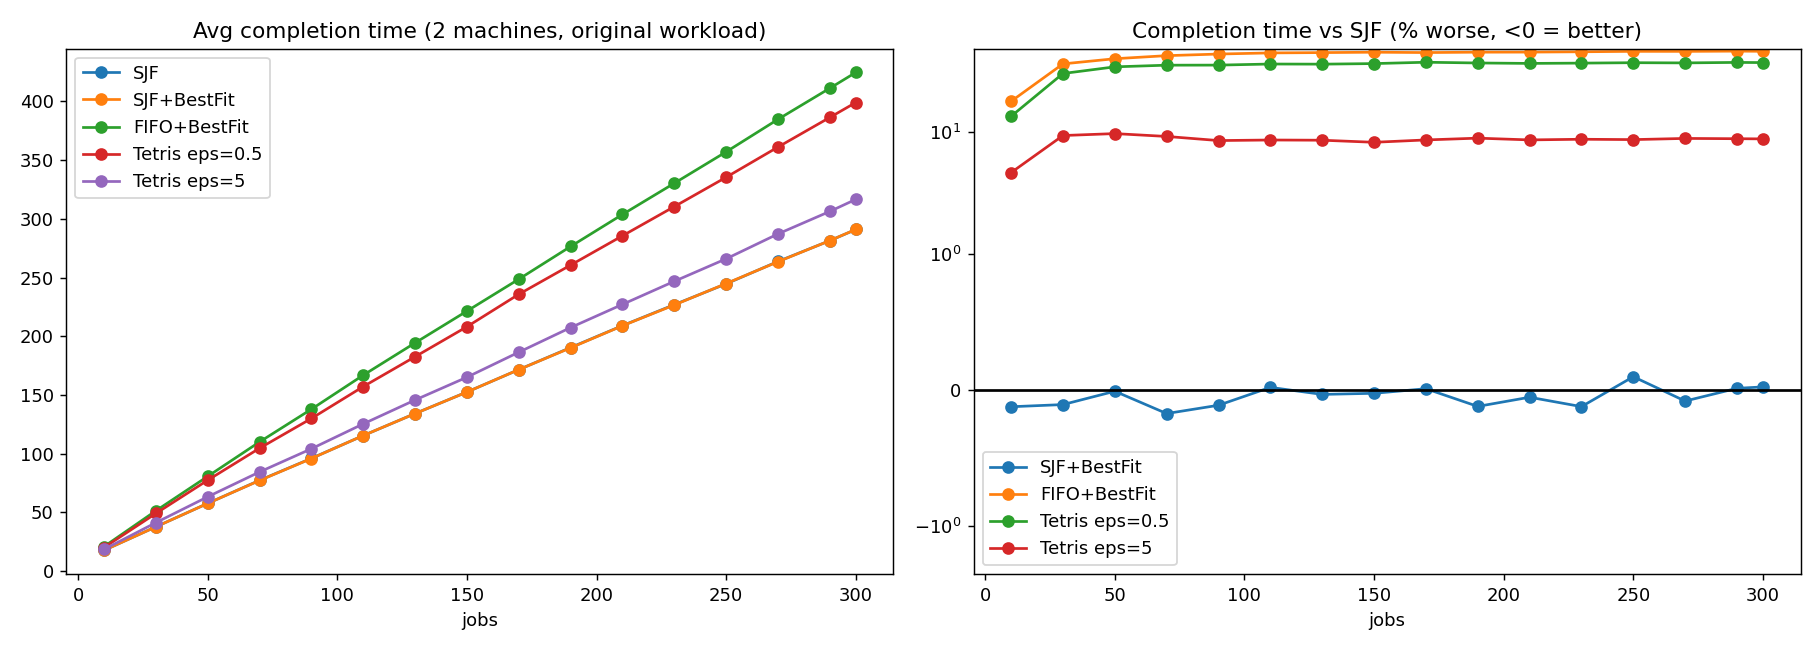 Avg completion time (2 machines, original workload)
SJF
SJF+BestFit
FIFO+BestFit
Tetris eps=0.5
Tetris eps=5
400
350
300
250
200
150
100
50
0
0 50 100 150 200 250 300
jobs
Completion time vs SJF (% worse, <0 = better)
10¹
10⁰
0
−10⁰
SJF+BestFit
FIFO+BestFit
Tetris eps=0.5
Tetris eps=5
0 50 100 150 200 250 300
jobs